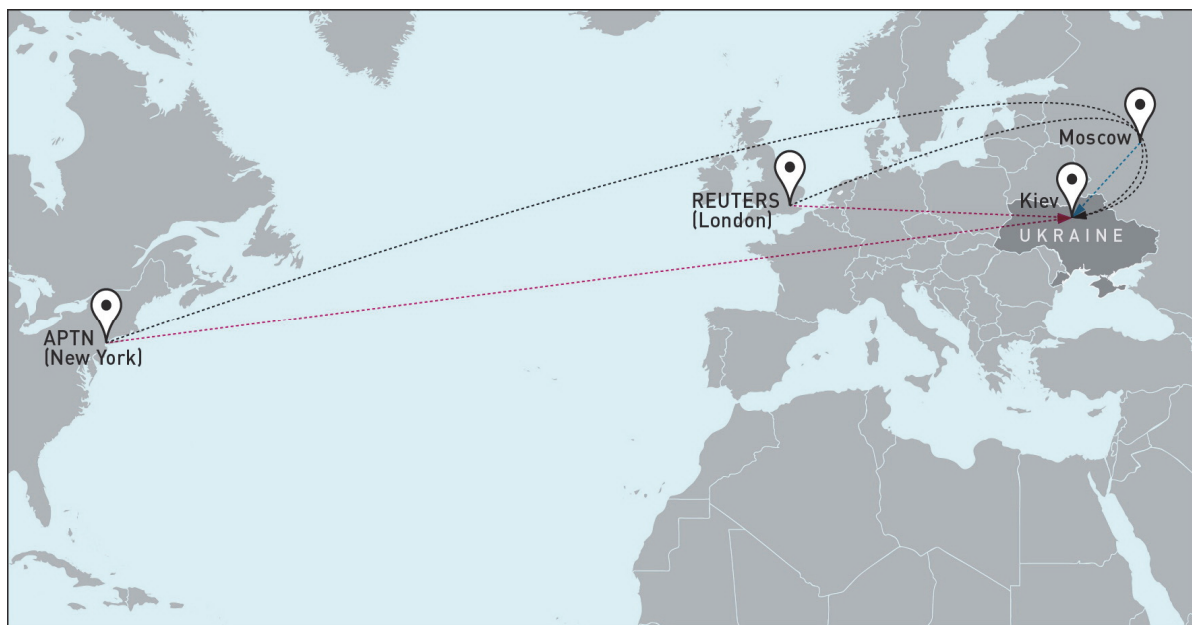 Moscow
REUTERS
(London)
Kiev
UKRAINE
APTN
(New York)